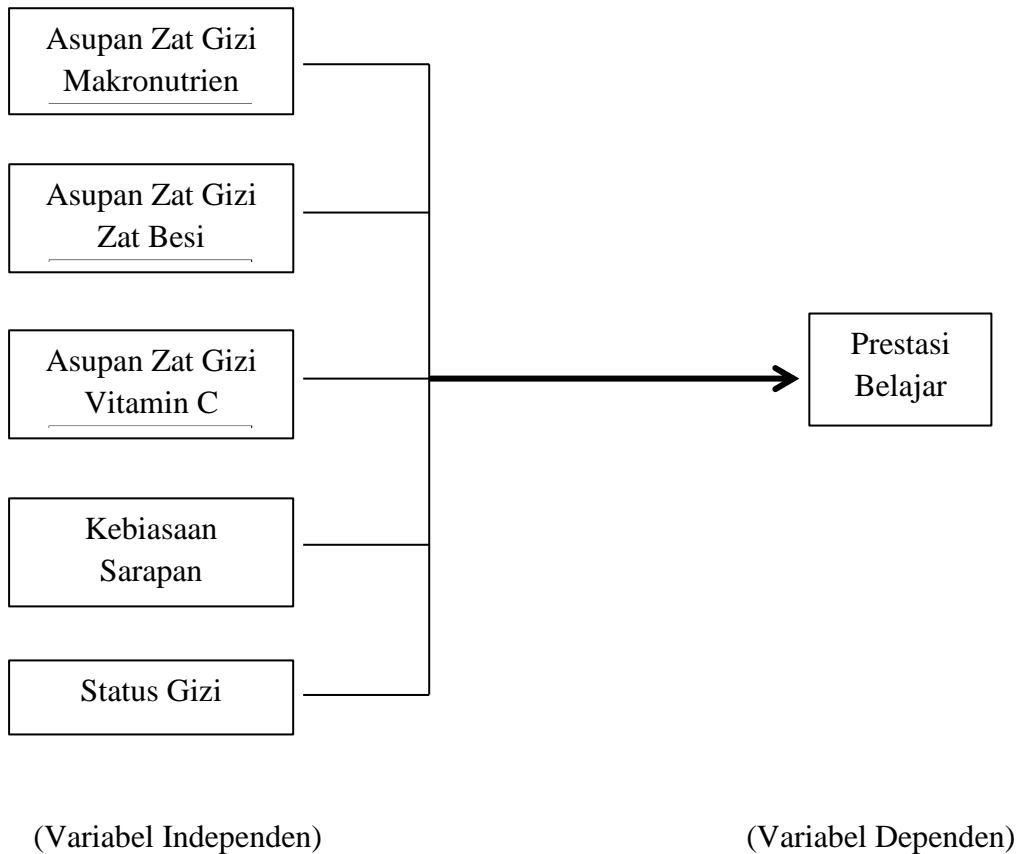 Asupan Zat Gizi
Makronutrien
Asupan Zat Gizi
Zat Besi
Asupan Zat Gizi
Vitamin C
Kebiasaan
Sarapan
Status Gizi
Prestasi
Belajar
(Variabel Independen)
(Variabel Dependen)